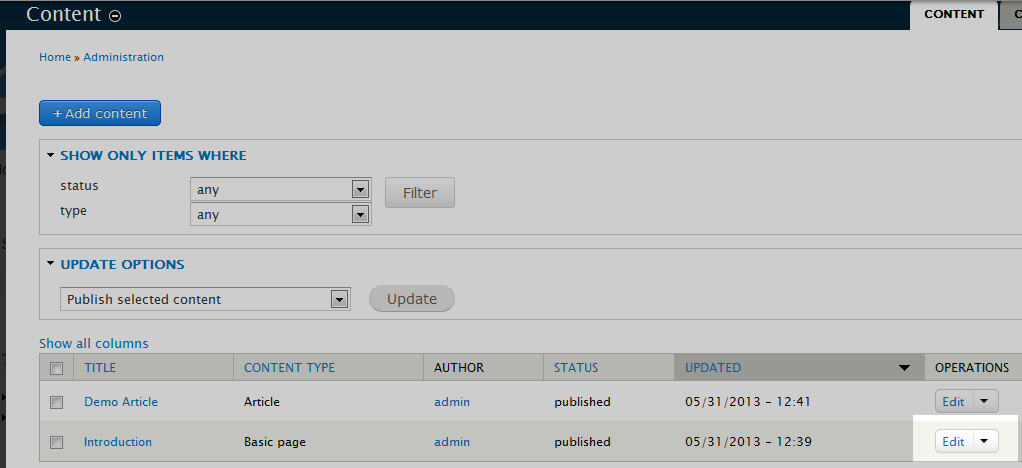 Content
CONTENT
C
Home » Administration
+ Add content
SHOW ONLY ITEMS WHERE
status any Filter
type any
UPDATE OPTIONS
Publish selected content Update
Show all columns
TITLE CONTENT TYPE AUTHOR STATUS UPDATED OPERATIONS
Demo Article Article admin published 05/31/2013 - 12:41 Edit
Introduction Basic page admin published 05/31/2013 - 12:39 Edit